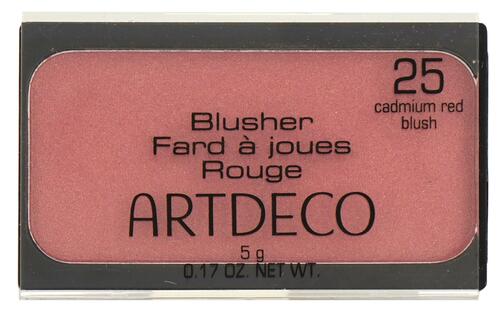 25
cadmium red
blush
Blusher
Fard à joues
Rouge
ARTDECO
5 g
0.17 OZ. NET WT.